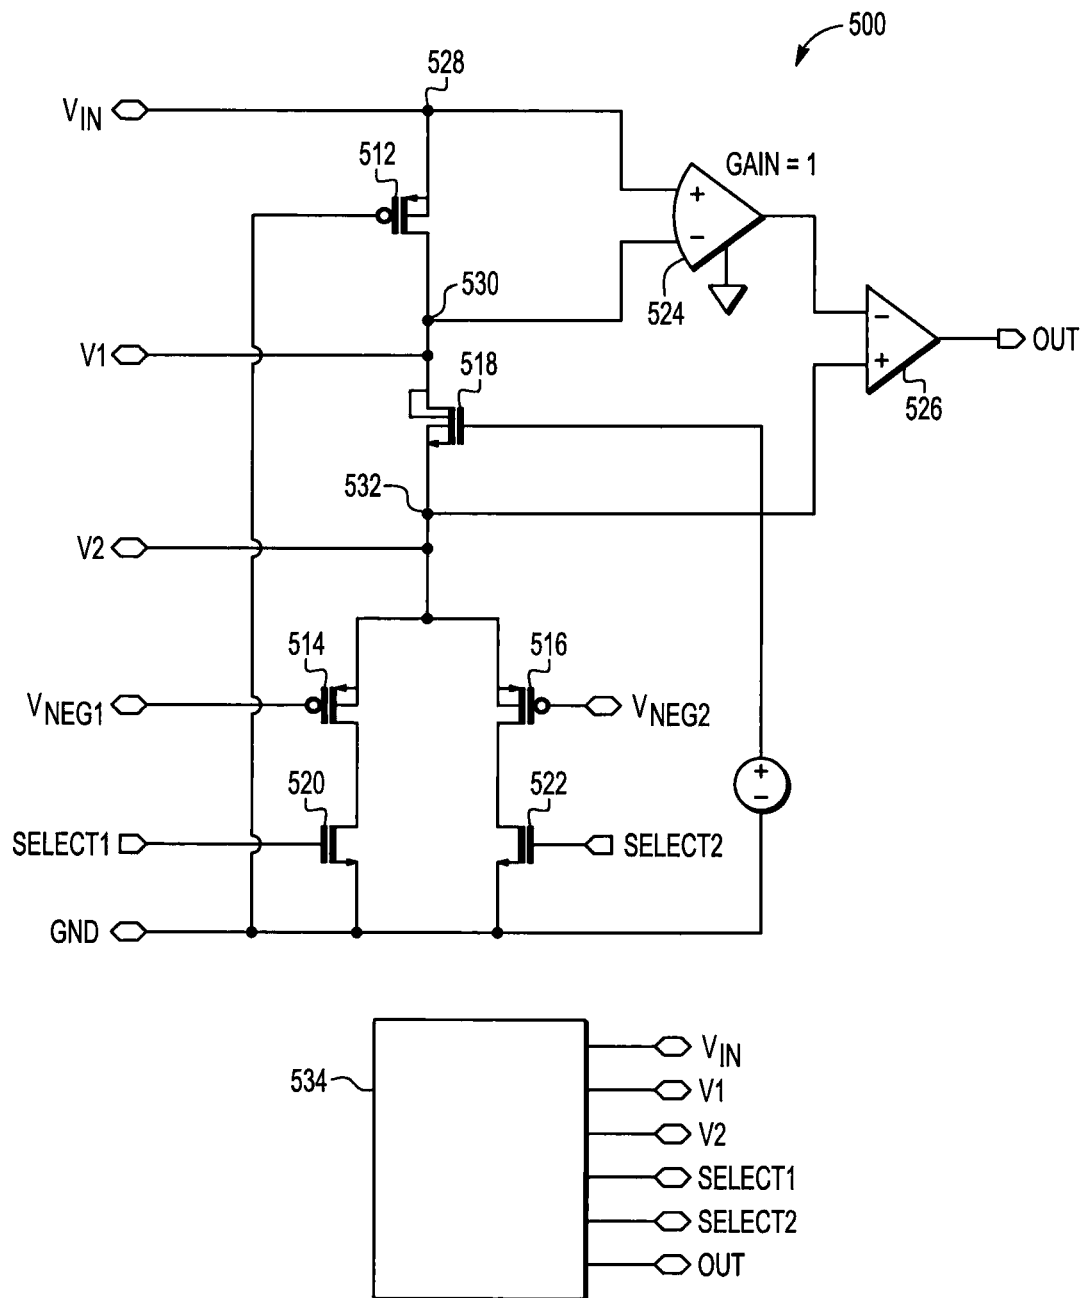 500
528
V_IN
512
GAIN = 1
+
−
524
530
V1
518
−
+
526
OUT
532
V2
514
516
V_NEG1
V_NEG2
+
−
520
522
SELECT1
SELECT2
GND
534
V_IN
V1
V2
SELECT1
SELECT2
OUT